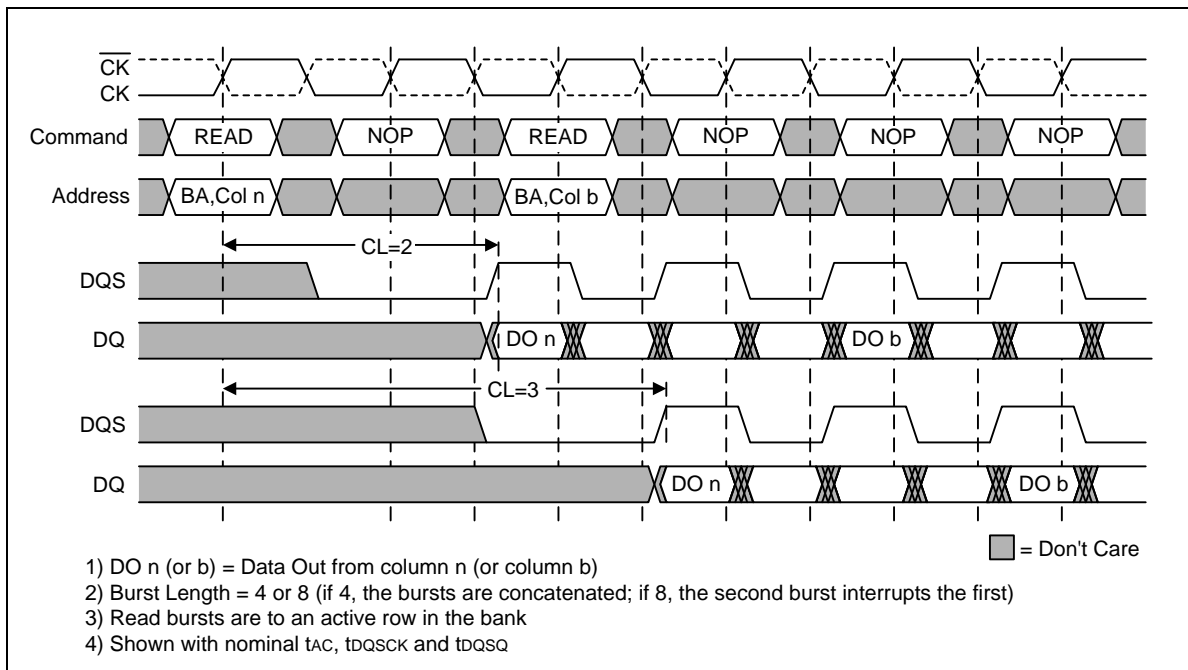 CK
CK
Command READ NOP READ NOP NOP NOP
Address BA,Col n BA,Col b
CL=2
DQS
DQ DO n DO b
CL=3
DQS
DQ DO n DO b
= Don't Care
1) DO n (or b) = Data Out from column n (or column b)
2) Burst Length = 4 or 8 (if 4, the bursts are concatenated; if 8, the second burst interrupts the first)
3) Read bursts are to an active row in the bank
4) Shown with nominal tAC, tDQSCK and tDQSQ